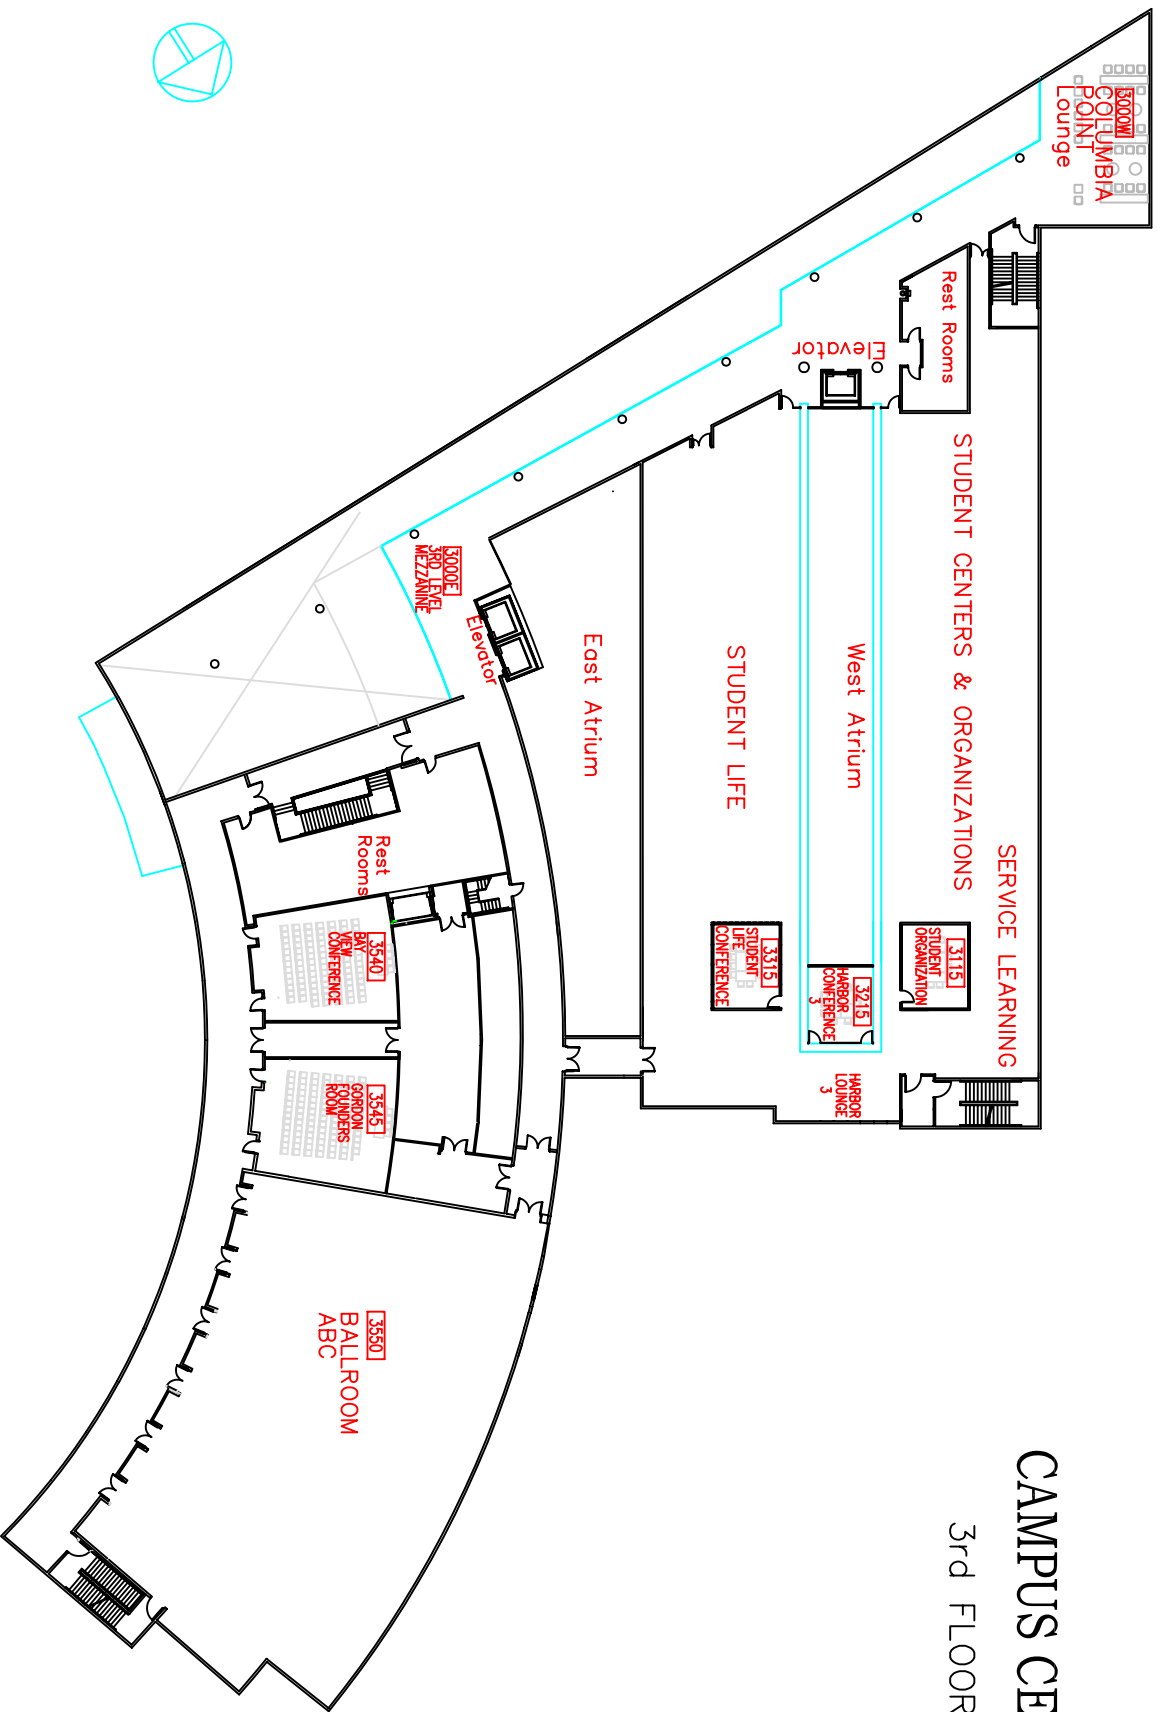 CAMPUS CE
3rd FLOOR
3000W
COLUMBIA
POINT
Lounge
Rest Rooms
Elevator
STUDENT CENTERS & ORGANIZATIONS
SERVICE LEARNING
West Atrium
STUDENT LIFE
East Atrium
3000E
3RD LEVEL
MEZZANINE
Elevator
3115
STUDENT
ORGANIZATION
3215
HARBOR
CONFERENCE
3
3315
STUDENT
LIFE
CONFERENCE
HARBOR
LOUNGE
3
Rest
Rooms
3540
BAY
VIEW
CONFERENCE
3545
GORDON
FOUNDERS
ROOM
3550
BALLROOM
ABC